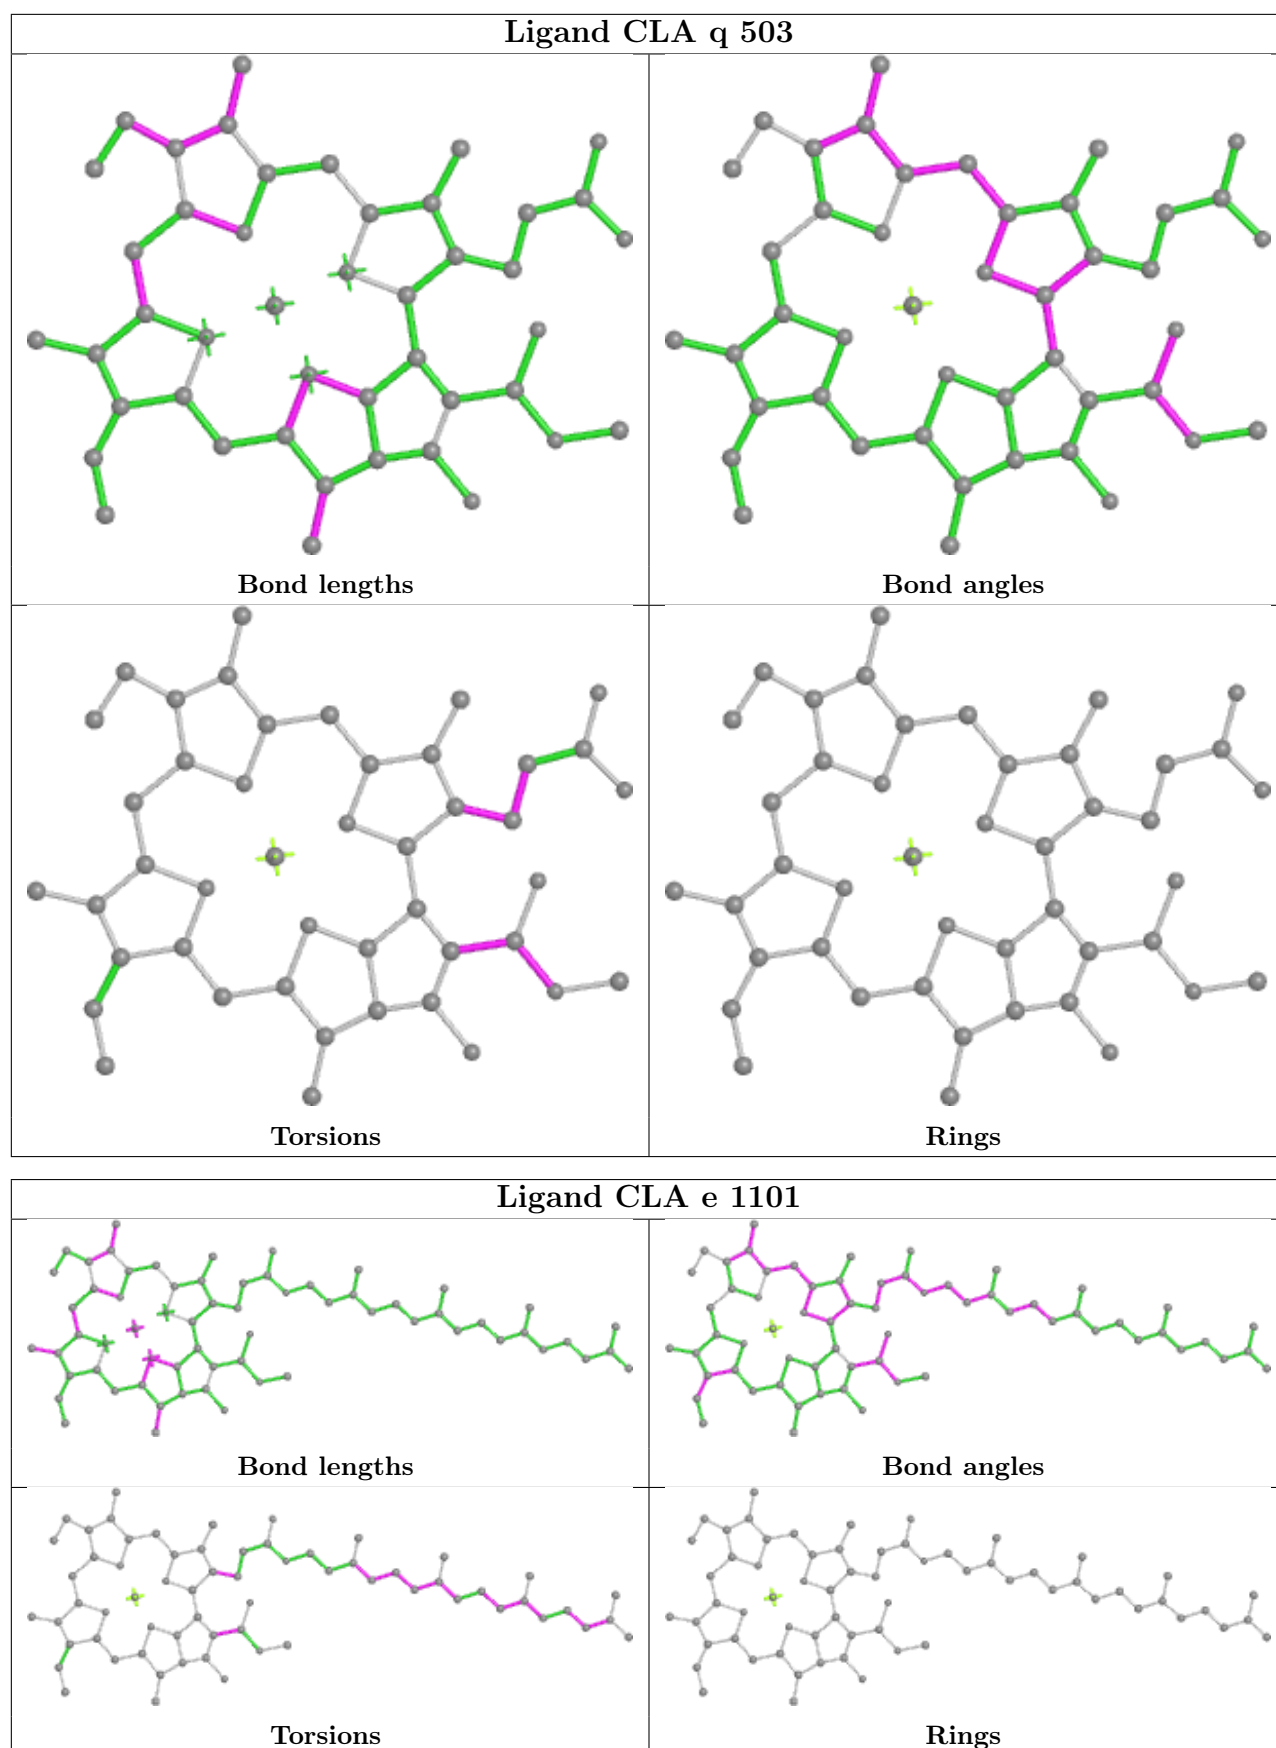 Ligand CLA q 503
Bond lengths
Bond angles
Torsions
Rings
Ligand CLA e 1101
Bond lengths
Bond angles
Torsions
Rings